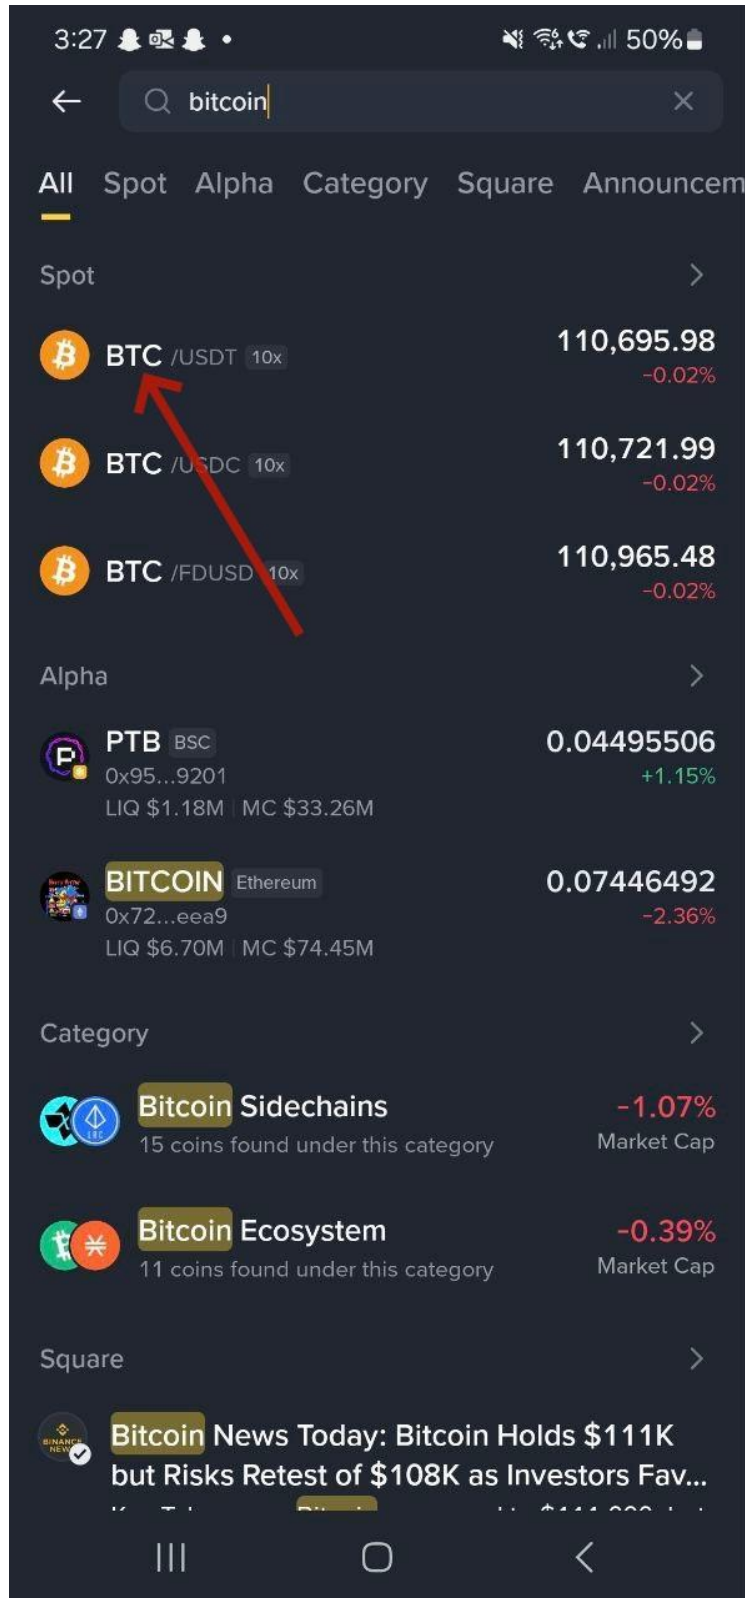 3:27 50%
bitcoin
All Spot Alpha Category Square Announcem
Spot
BTC /USDT 10x 110,695.98
-0.02%
BTC /USDC 10x 110,721.99
-0.02%
BTC /FDUSD 10x 110,965.48
-0.02%
Alpha
PTB BSC 0.04495506
0x95...9201 +1.15%
LIQ $1.18M MC $33.26M
BITCOIN Ethereum 0.07446492
0x72...eea9 -2.36%
LIQ $6.70M MC $74.45M
Category
Bitcoin Sidechains -1.07%
15 coins found under this category Market Cap
Bitcoin Ecosystem -0.39%
11 coins found under this category Market Cap
Square
BINANCE
NEWS
Bitcoin News Today: Bitcoin Holds $111K
but Risks Retest of $108K as Investors Fav...